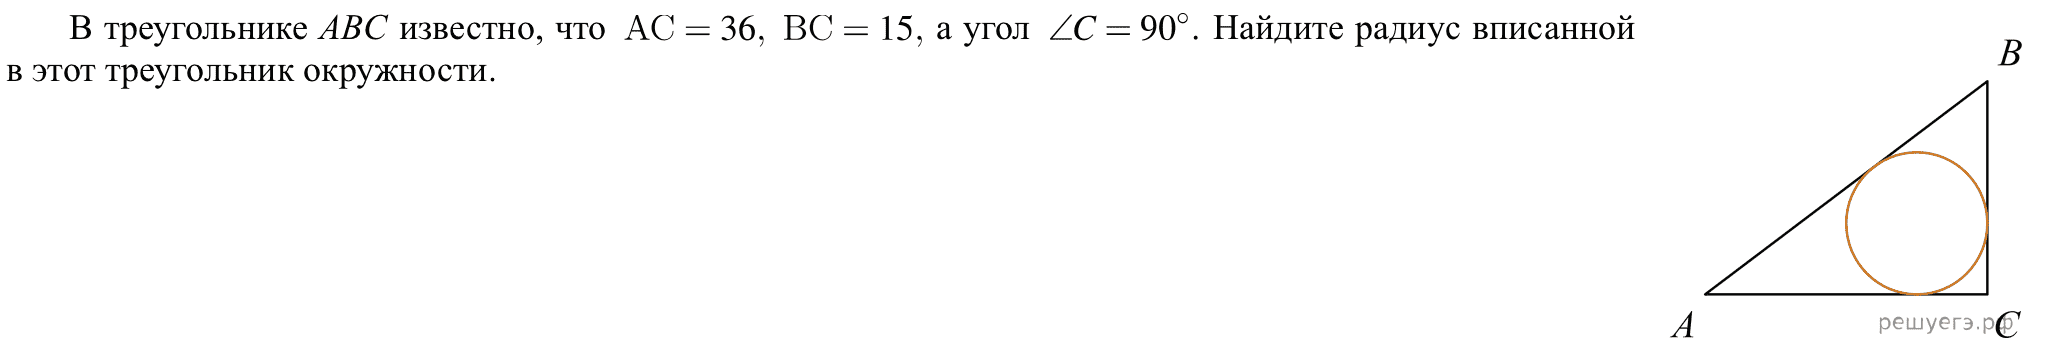 В треугольнике ABC известно, что AC = 36, BC = 15, а угол ∠C = 90°. Найдите радиус вписанной
в этот треугольник окружности.
B
A
решуегэ.рф
C